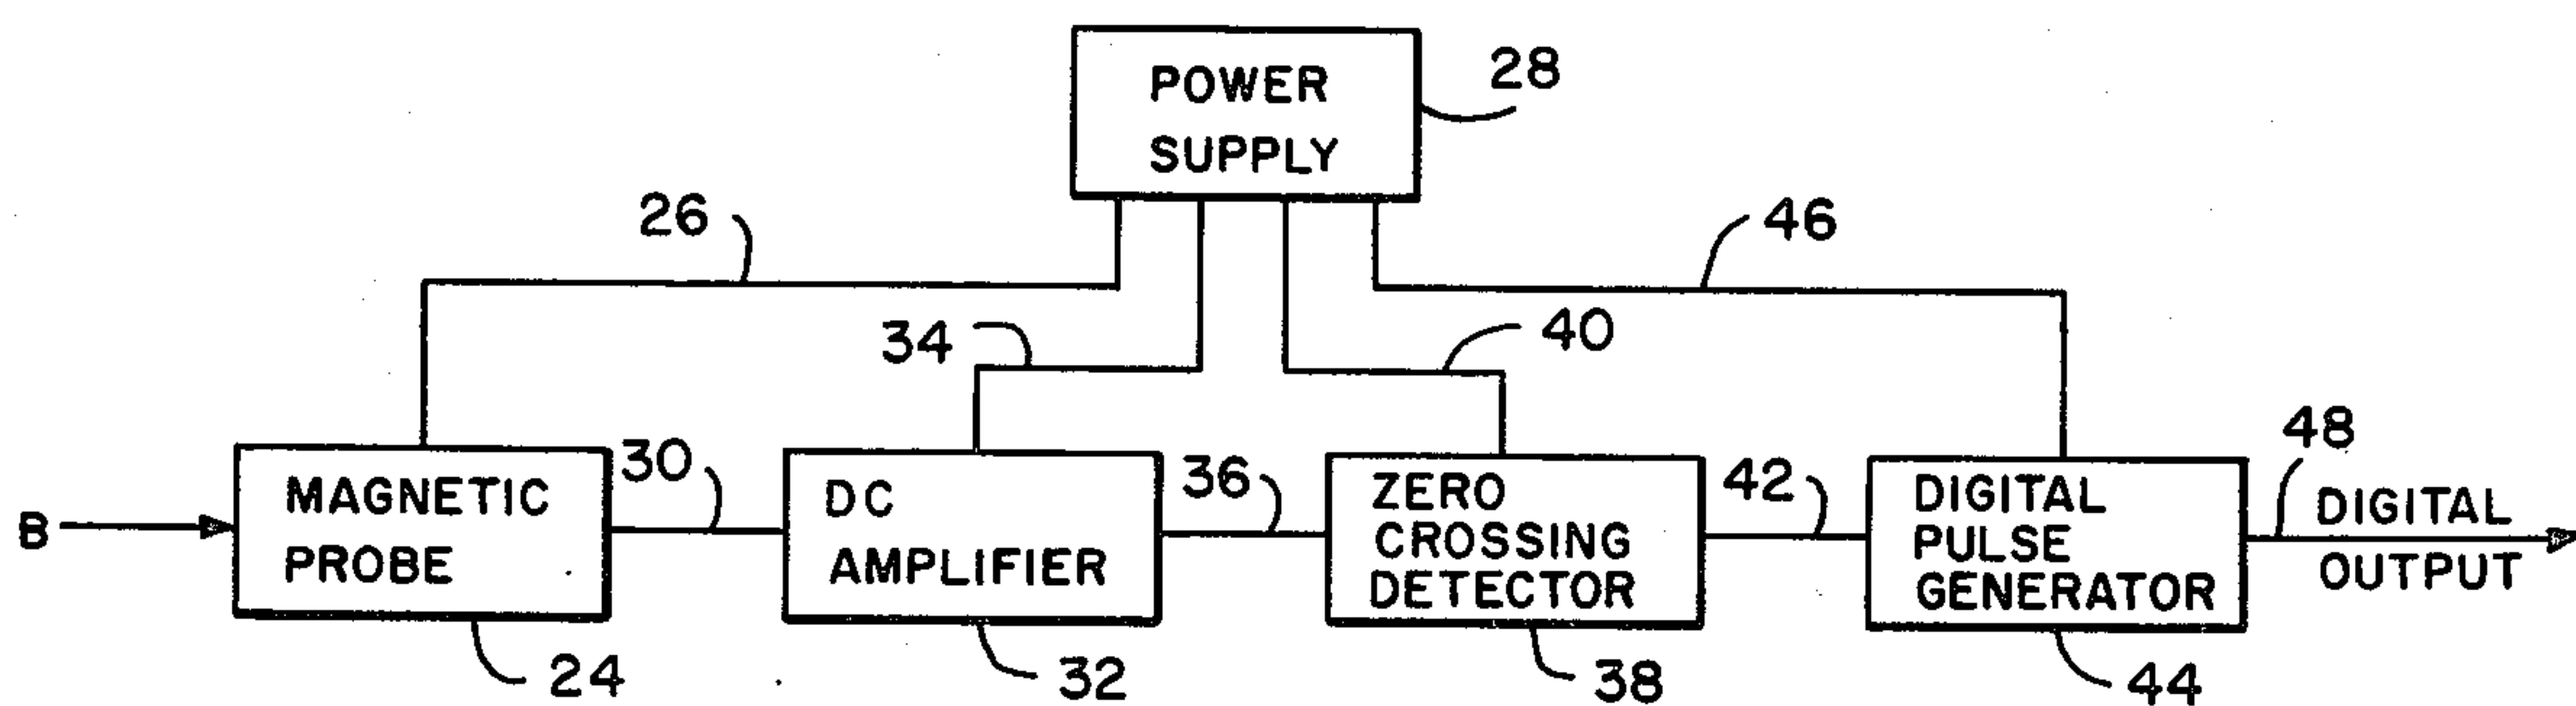 POWER
SUPPLY
28
26
46
34
40
B
MAGNETIC
PROBE
30
DC
AMPLIFIER
36
ZERO
CROSSING
DETECTOR
42
DIGITAL
PULSE
GENERATOR
48
DIGITAL
OUTPUT
24
32
38
44